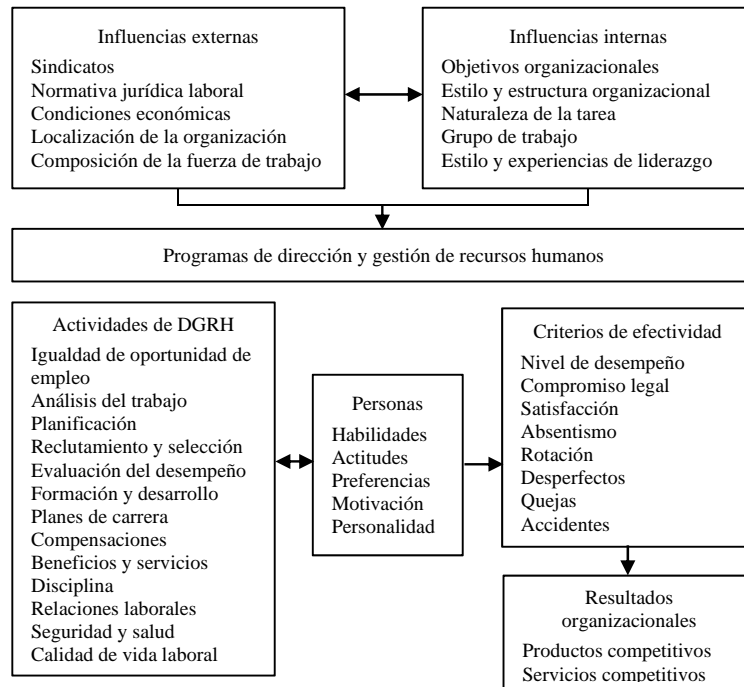 Influencias externas
Sindicatos
Normativa jurídica laboral
Condiciones económicas
Localización de la organización
Composición de la fuerza de trabajo
Influencias internas
Objetivos organizacionales
Estilo y estructura organizacional
Naturaleza de la tarea
Grupo de trabajo
Estilo y experiencias de liderazgo
Programas de dirección y gestión de recursos humanos
Actividades de DGRH
Igualdad de oportunidad de
empleo
Análisis del trabajo
Planificación
Reclutamiento y selección
Evaluación del desempeño
Formación y desarrollo
Planes de carrera
Compensaciones
Beneficios y servicios
Disciplina
Relaciones laborales
Seguridad y salud
Calidad de vida laboral
Personas
Habilidades
Actitudes
Preferencias
Motivación
Personalidad
Criterios de efectividad
Nivel de desempeño
Compromiso legal
Satisfacción
Absentismo
Rotación
Desperfectos
Quejas
Accidentes
Resultados
organizacionales
Productos competitivos
Servicios competitivos